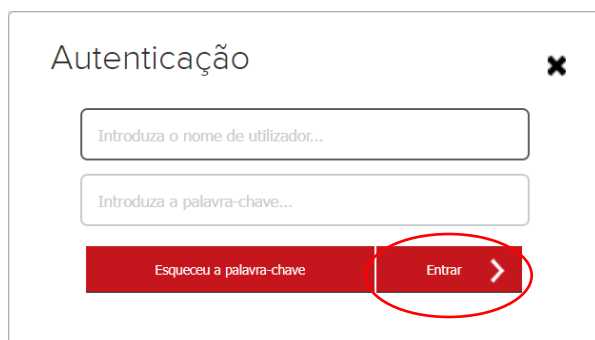 Autenticação
Introduza o nome de utilizador...
Introduza a palavra-chave...
Esqueceu a palavra-chave
Entrar